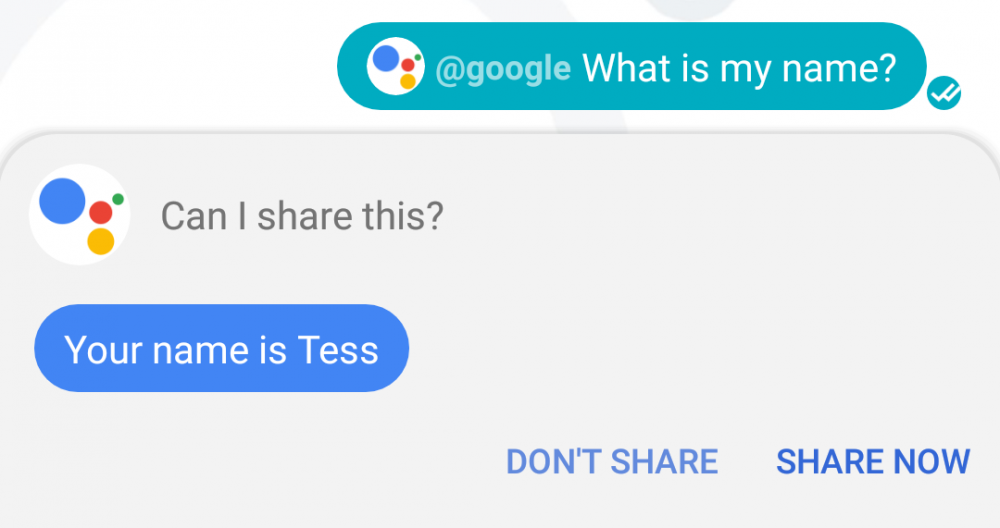 @google What is my name?
Can I share this?
Your name is Tess
DON'T SHARE SHARE NOW